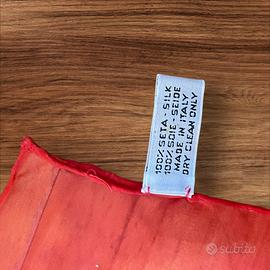 100% SETA - SILK
100% SOIE - SEIDE
MADE IN ITALY
DRY CLEAN ONLY
subito